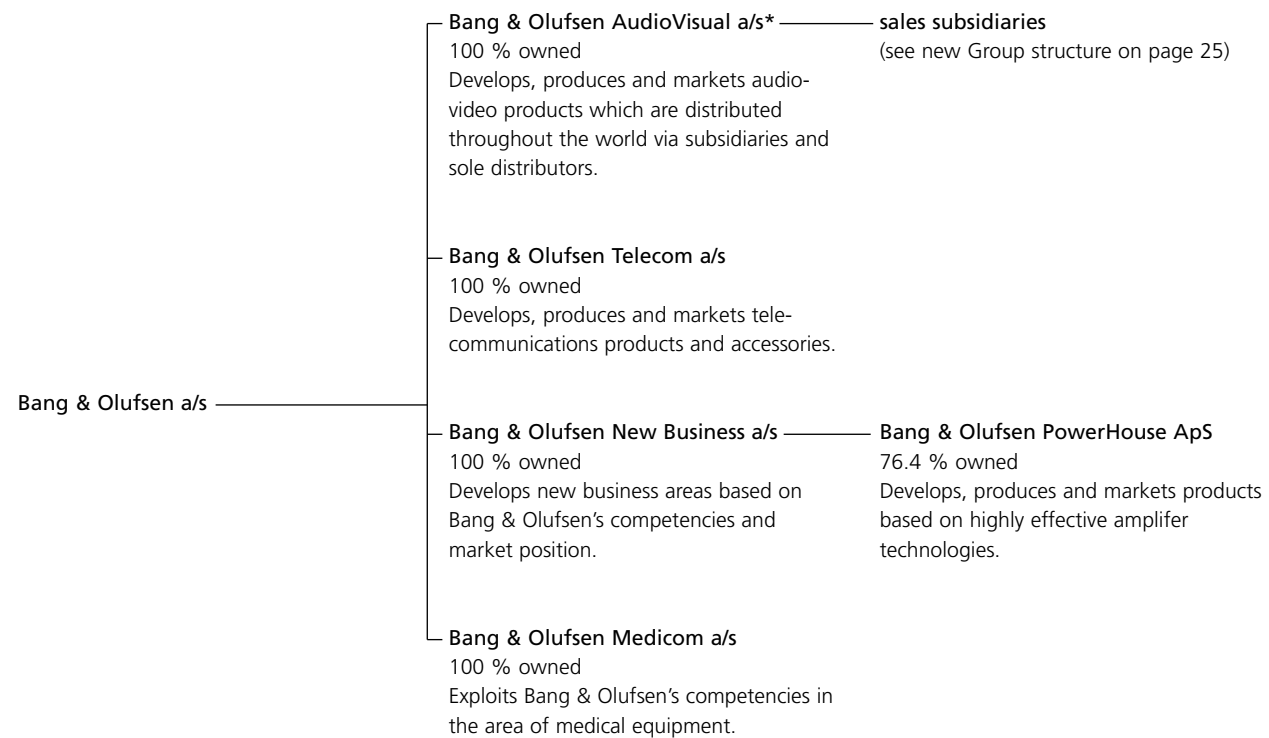 Bang & Olufsen a/s
Bang & Olufsen AudioVisual a/s*
100 % owned
Develops, produces and markets audio-
video products which are distributed
throughout the world via subsidiaries and
sole distributors.
sales subsidiaries
(see new Group structure on page 25)
Bang & Olufsen Telecom a/s
100 % owned
Develops, produces and markets tele-
communications products and accessories.
Bang & Olufsen New Business a/s
100 % owned
Develops new business areas based on
Bang & Olufsen’s competencies and
market position.
Bang & Olufsen PowerHouse ApS
76.4 % owned
Develops, produces and markets products
based on highly effective amplifer
technologies.
Bang & Olufsen Medicom a/s
100 % owned
Exploits Bang & Olufsen’s competencies in
the area of medical equipment.